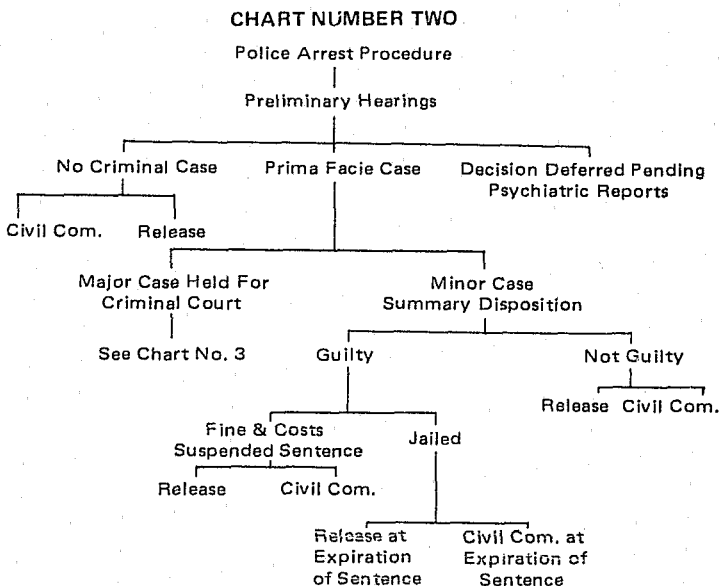 CHART NUMBER TWO
Police Arrest Procedure
Preliminary Hearings
No Criminal Case
Prima Facie Case
Decision Deferred Pending
Psychiatric Reports
Civil Com.
Release
Major Case Held For
Criminal Court
Minor Case
Summary Disposition
See Chart No. 3
Guilty
Not Guilty
Release
Civil Com.
Fine & Costs
Suspended Sentence
Jailed
Release
Civil Com.
Release at
Expiration
of Sentence
Civil Com. at
Expiration of
Sentence